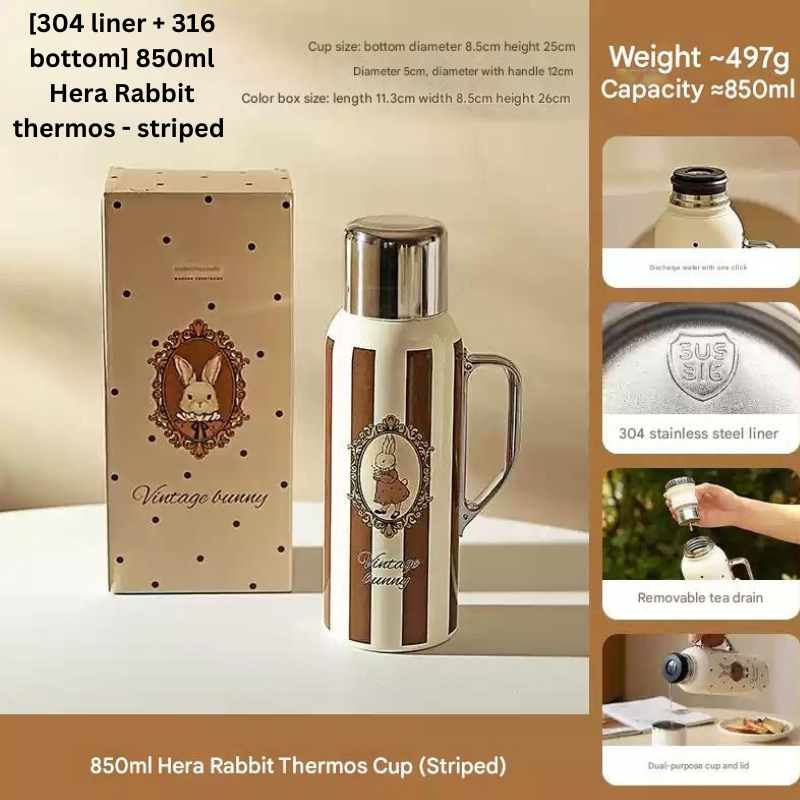 [304 liner + 316
bottom] 850ml
Hera Rabbit
thermos - striped
Cup size: bottom diameter 8.5cm height 25cm
Diameter 5cm, diameter with handle 12cm
Color box size: length 11.3cm width 8.5cm height 26cm
Weight ~497g
Capacity ≈850ml
Vintage bunny
Vintage
bunny
Discharge water with one click
SUS
316
304 stainless steel liner
Removable tea drain
Dual-purpose cup and lid
850ml Hera Rabbit Thermos Cup (Striped)